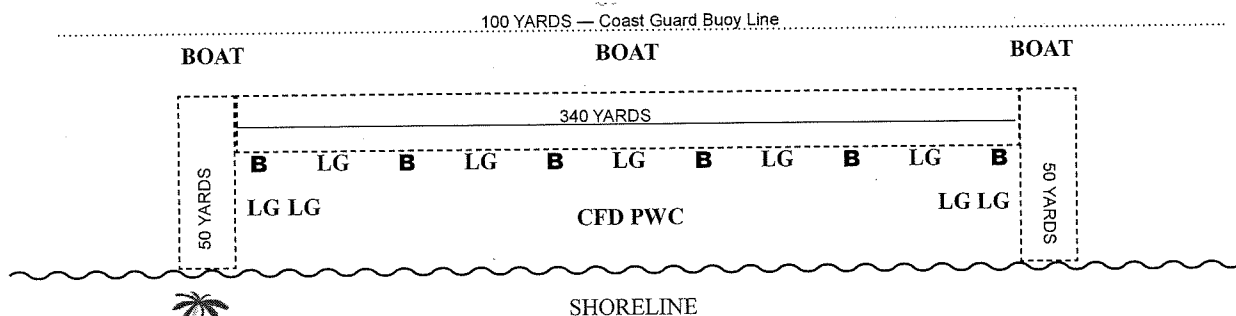 100 YARDS — Coast Guard Buoy Line
BOAT BOAT BOAT
340 YARDS
B LG B LG B LG B LG B LG B
50 YARDS
LG LG CFD PWC LG LG
50 YARDS
SHORELINE